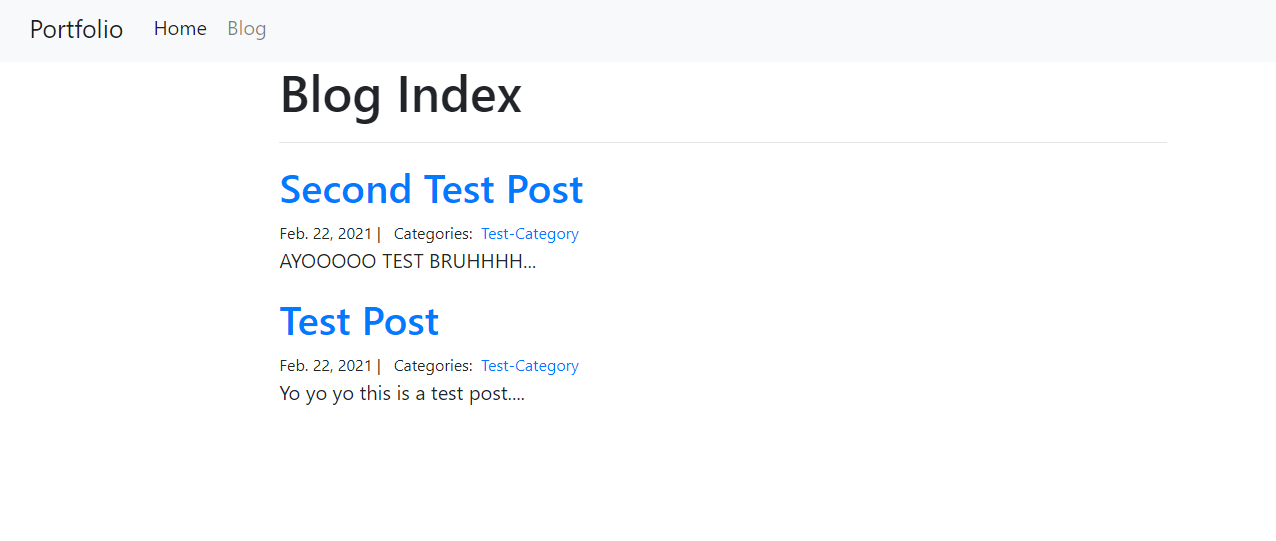 Portfolio Home Blog
Blog Index
Second Test Post
Feb. 22, 2021 | Categories: Test-Category
AYOOOOO TEST BRUHHHH...
Test Post
Feb. 22, 2021 | Categories: Test-Category
Yo yo yo this is a test post....